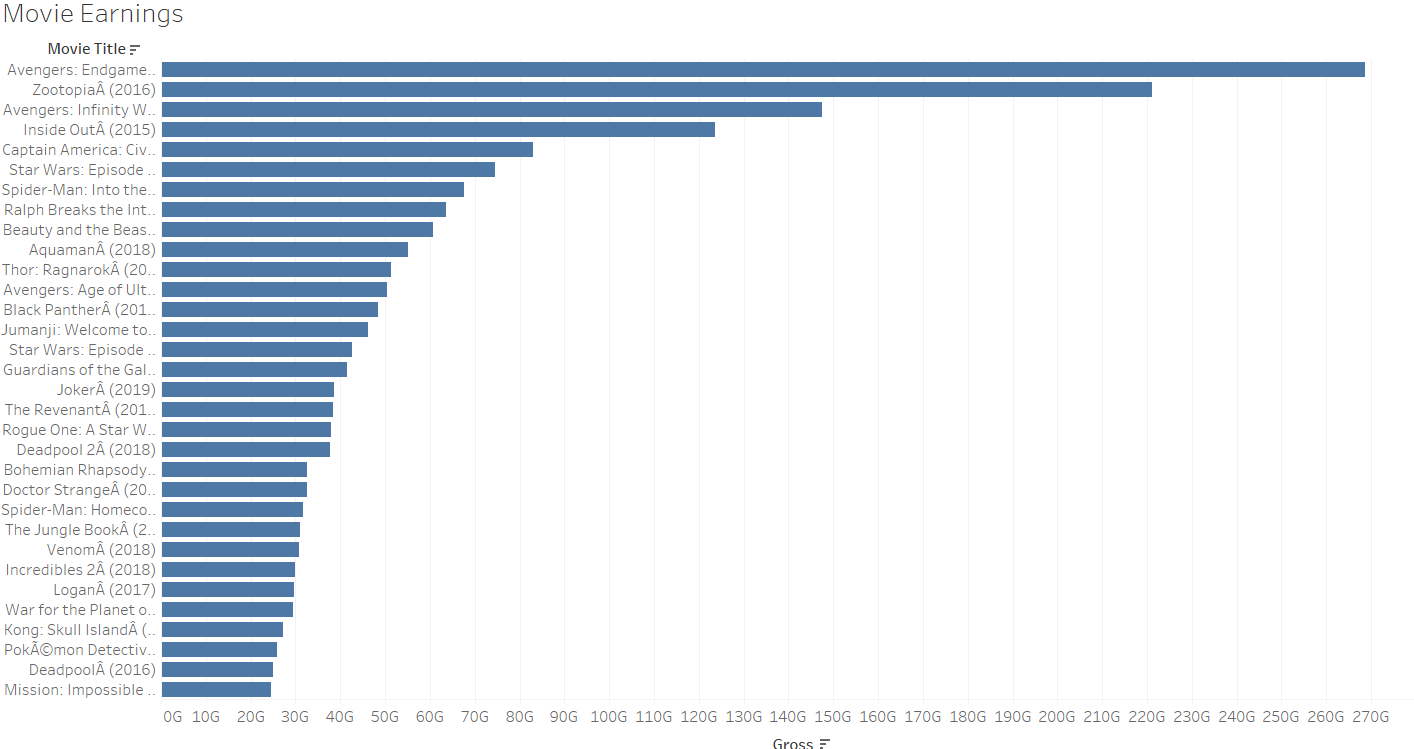 Movie Earnings
Movie Title
Avengers: Endgame..
ZootopiaÂ (2016)
Avengers: Infinity W..
Inside OutÂ (2015)
Captain America: Civ..
Star Wars: Episode ..
Spider-Man: Into the..
Ralph Breaks the Int..
Beauty and the Beas..
AquamanÂ (2018)
Thor: RagnarokÂ (20..
Avengers: Age of Ult..
Black PantherÂ (201..
Jumanji: Welcome to..
Star Wars: Episode ..
Guardians of the Gal..
JokerÂ (2019)
The RevenantÂ (201..
Rogue One: A Star W..
Deadpool 2Â (2018)
Bohemian Rhapsody..
Doctor StrangeÂ (20..
Spider-Man: Homeco..
The Jungle BookÂ (2..
VenomÂ (2018)
Incredibles 2Â (2018)
LoganÂ (2017)
War for the Planet o..
Kong: Skull IslandÂ (..
PokÃ©mon Detectiv..
DeadpoolÂ (2016)
Mission: Impossible ..
0G 10G 20G 30G 40G 50G 60G 70G 80G 90G 100G 110G 120G 130G 140G 150G 160G 170G 180G 190G 200G 210G 220G 230G 240G 250G 260G 270G
Gross